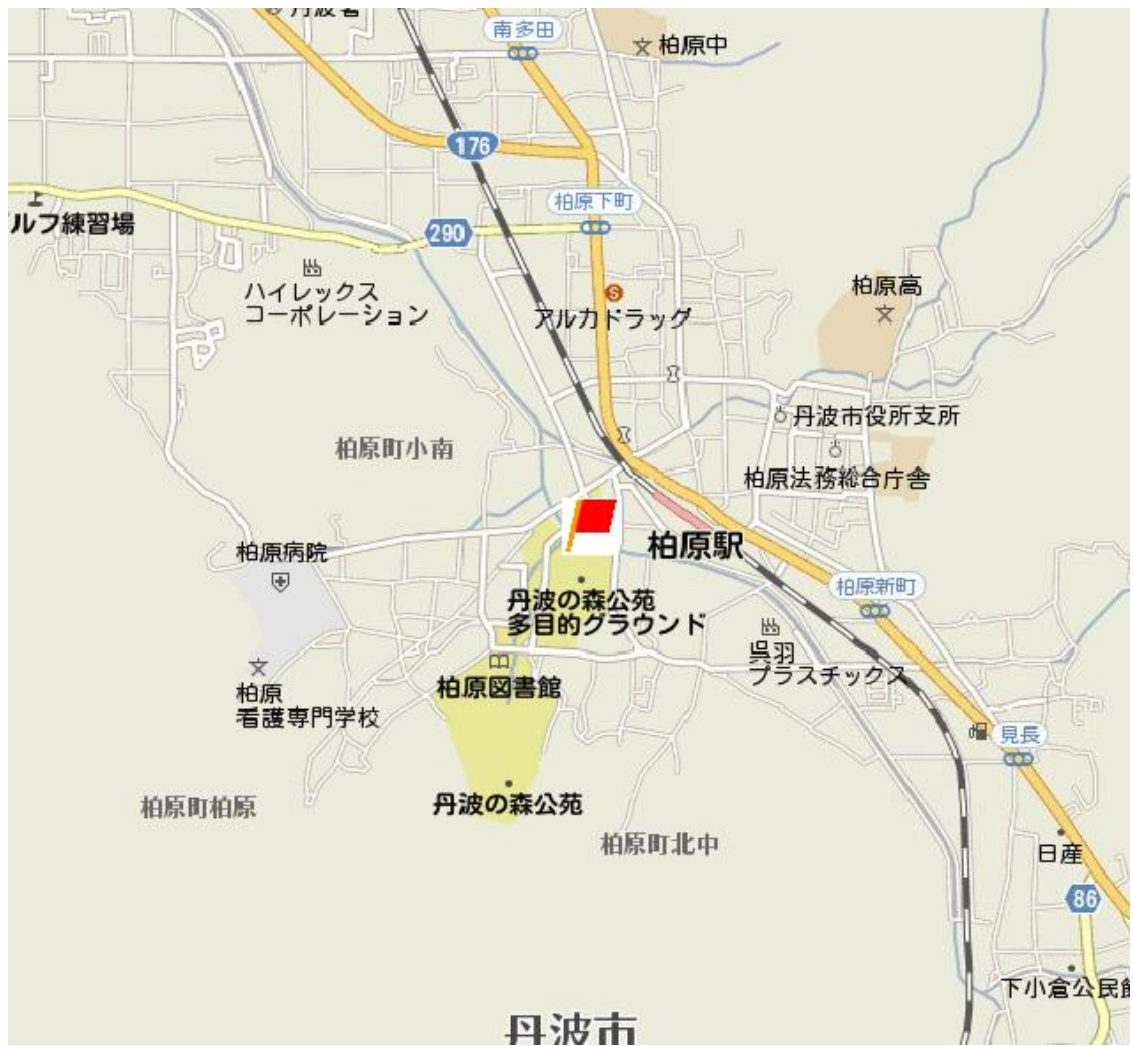 丹波署
南多田
柏原中
176
柏原下町
ルフ練習場
290
ハイレックス
コーポレーション
柏原高
アルカドラッグ
丹波市役所支所
柏原町小南
柏原法務総合庁舎
柏原駅
柏原病院
柏原新町
丹波の森公苑
多目的グラウンド
呉羽
プラスチックス
柏原図書館
柏原
看護専門学校
見長
丹波の森公苑
柏原町柏原
柏原町北中
日産
86
下小倉公民館
丹波市